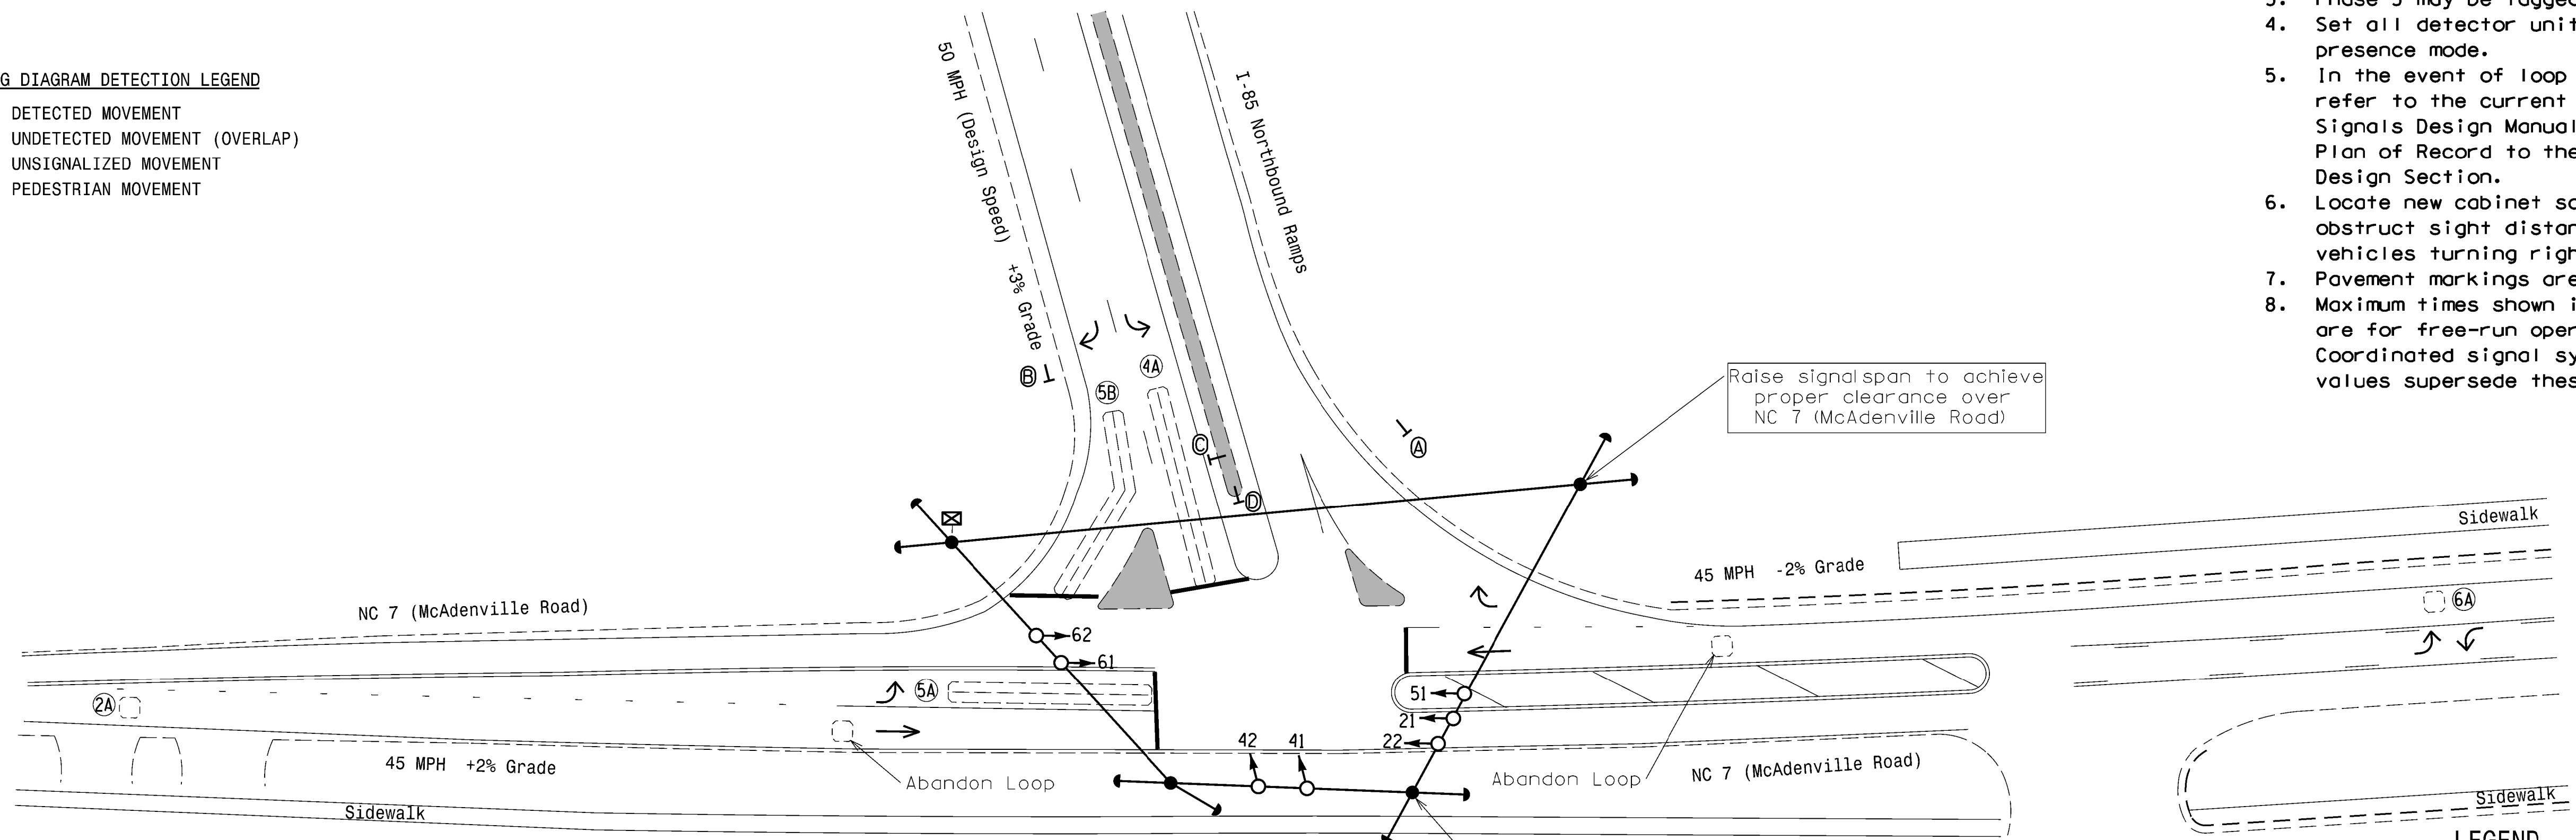 G DIAGRAM DETECTION LEGEND
DETECTED MOVEMENT
UNDETECTED MOVEMENT (OVERLAP)
UNSIGNALIZED MOVEMENT
PEDESTRIAN MOVEMENT
4. Set all detector unit
presence mode.
5. In the event of loop
refer to the current
Signals Design Manual
Plan of Record to the
Design Section.
6. Locate new cabinet so
obstruct sight distan
vehicles turning righ
7. Pavement markings are
8. Maximum times shown i
are for free-run oper
Coordinated signal sy
values supersede thes
50 MPH (Design Speed) +3% Grade
I-85 Northbound Ramps
B
5B
4A
C
D
A
Raise signal span to achieve
proper clearance over
NC 7 (McAdenville Road)
Sidewalk
45 MPH -2% Grade
6A
NC 7 (McAdenville Road)
62
61
2A
5A
51
21
22
42
41
45 MPH +2% Grade
Abandon Loop
Abandon Loop
NC 7 (McAdenville Road)
Sidewalk
Sidewalk
LEGEND